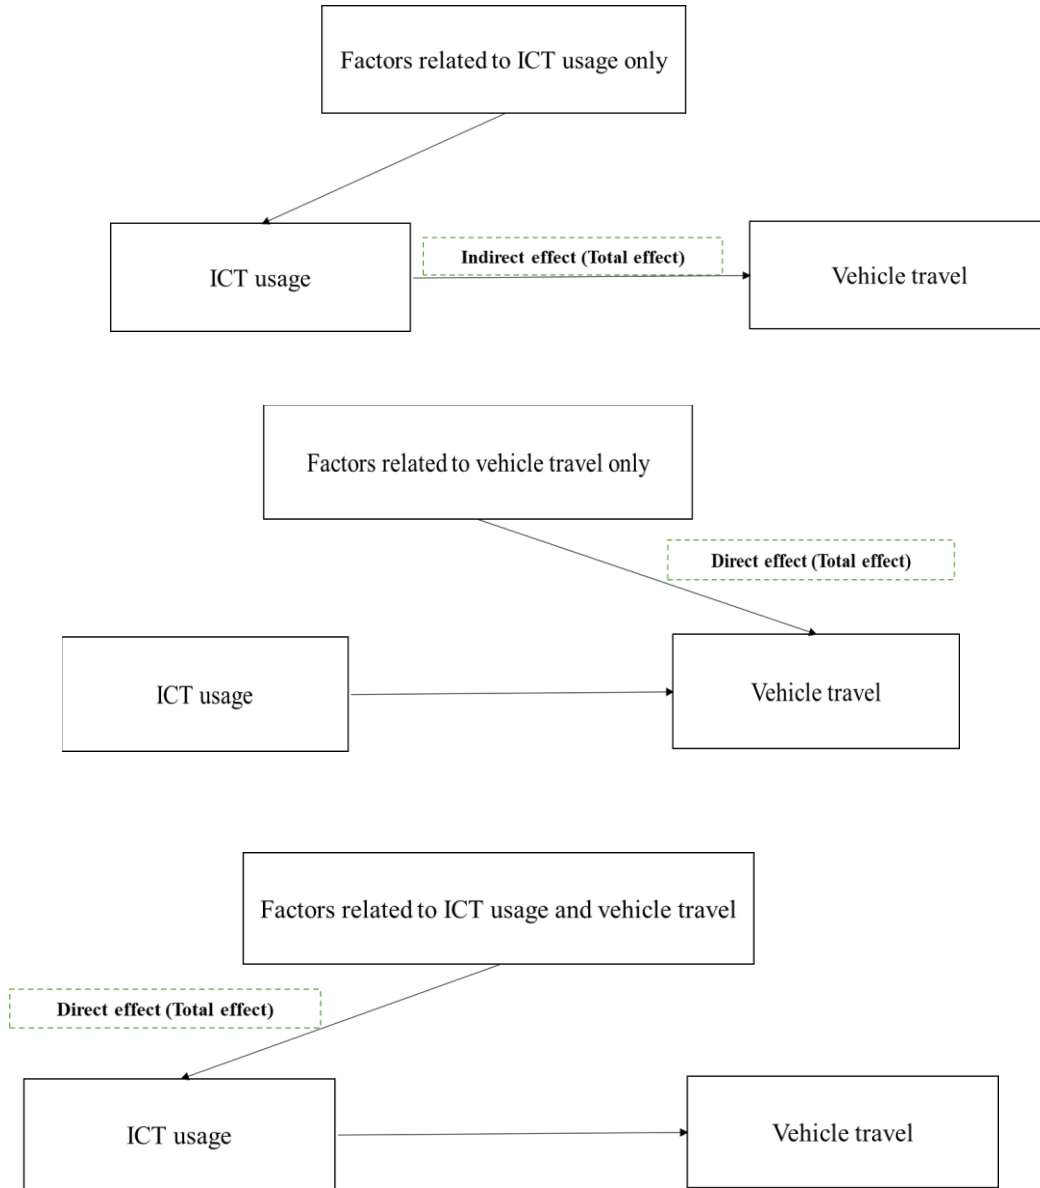 Factors related to ICT usage only
Indirect effect (Total effect)
ICT usage
Vehicle travel
Factors related to vehicle travel only
Direct effect (Total effect)
ICT usage
Vehicle travel
Factors related to ICT usage and vehicle travel
Direct effect (Total effect)
ICT usage
Vehicle travel